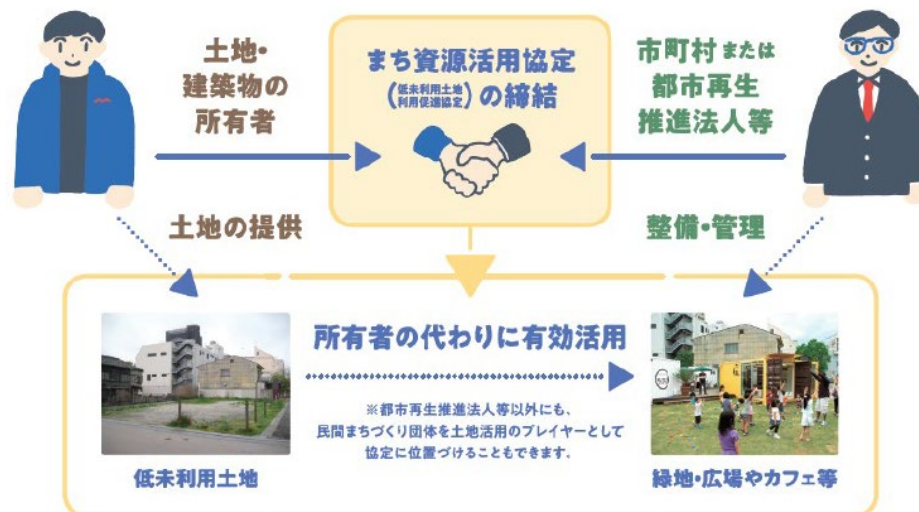 土地・
建築物の
所有者
まち資源活用協定
(低未利用土地
利用促進協定)の締結
市町村または
都市再生
推進法人等
土地の提供
整備・管理
所有者の代わりに有効活用
※都市再生推進法人等以外にも、
民間まちづくり団体を土地活用のプレイヤーとして
協定に位置づけることもできます。
低未利用土地
緑地・広場やカフェ等